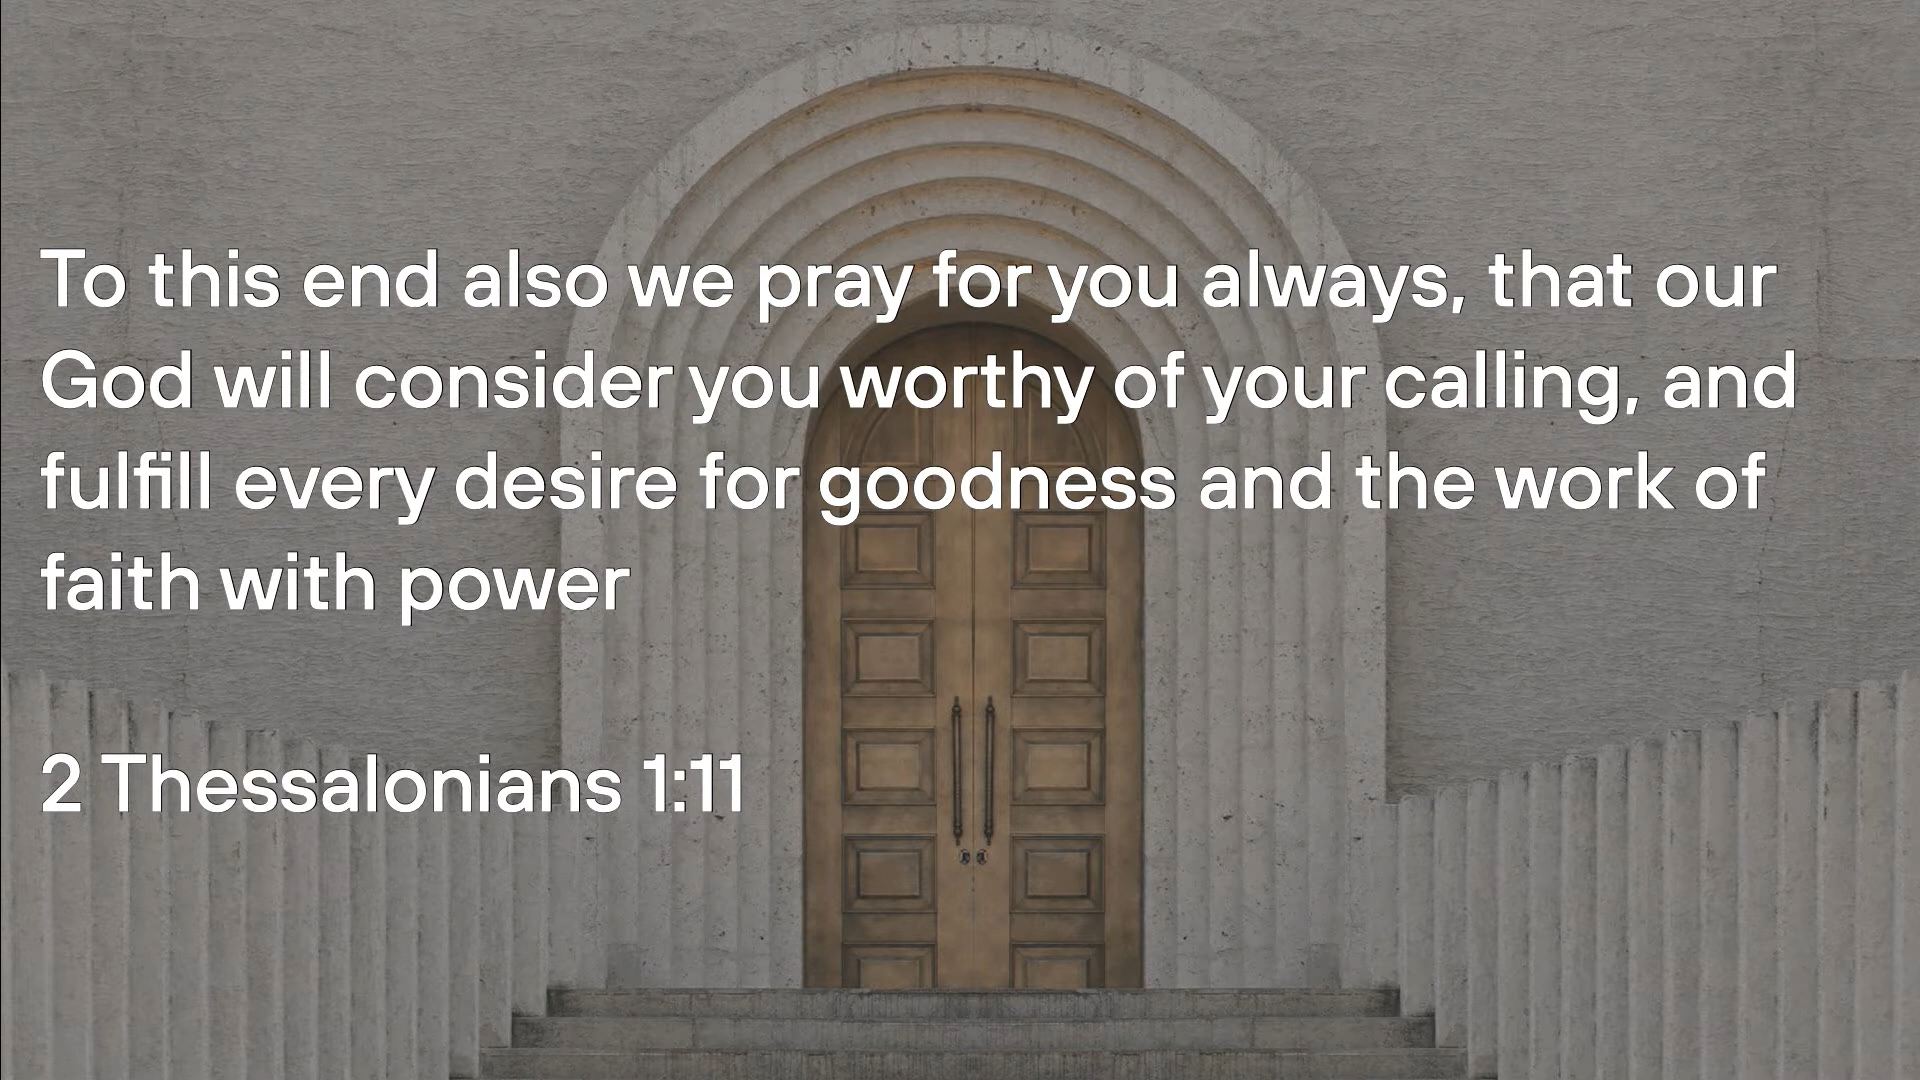 To this end also we pray for you always, that our
God will consider you worthy of your calling, and
fulfill every desire for goodness and the work of
faith with power
2 Thessalonians 1:11